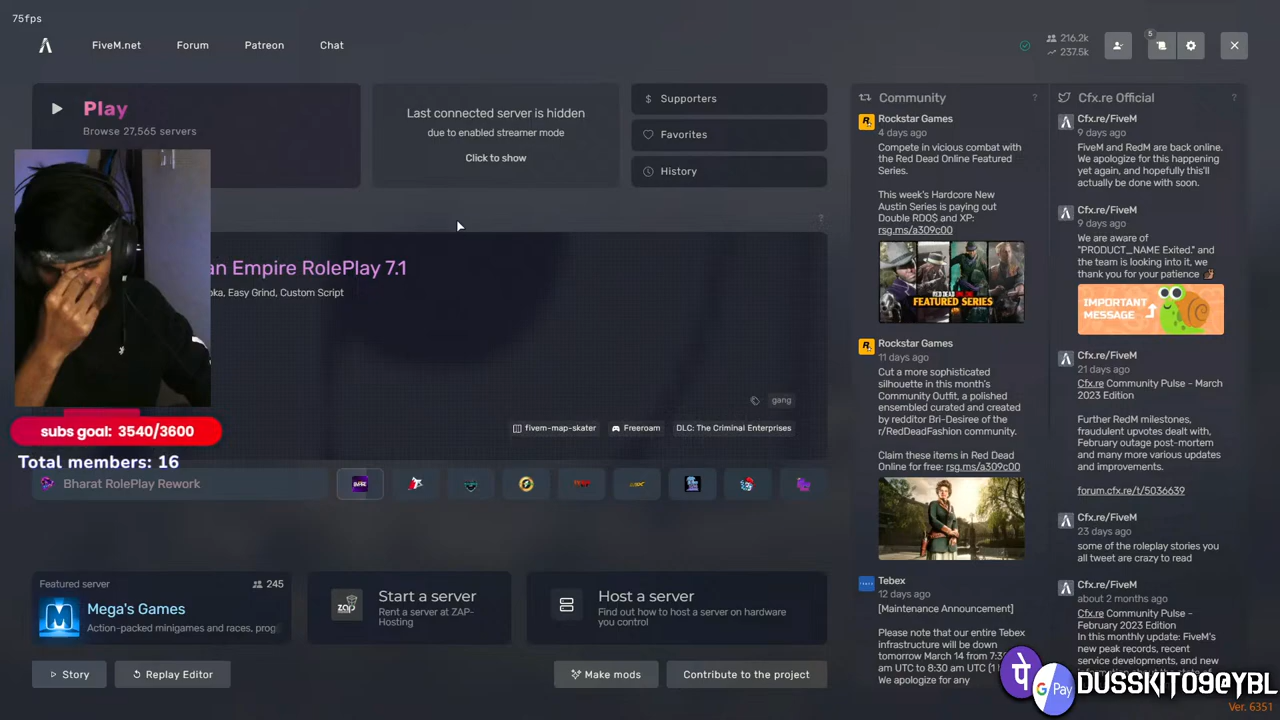 75fps
FiveM.net
Forum
Patreon
Chat
216.2k
237.5k
5
Play
Browse 27,565 servers
Last connected server is hidden
due to enabled streamer mode
Click to show
Supporters
Favorites
History
?
an Empire RolePlay 7.1
oka, Easy Grind, Custom Script
gang
fivem-map-skater
Freeroam
DLC: The Criminal Enterprises
subs goal: 3540/3600
Total members: 16
Bharat RolePlay Rework
Featured server
245
Mega's Games
Action-packed minigames and races, prog
ZAP
Start a server
Rent a server at ZAP-
Hosting
Host a server
Find out how to host a server on hardware
you control
Story
Replay Editor
Make mods
Contribute to the project
Community
?
Rockstar Games
4 days ago
Compete in vicious combat with
the Red Dead Online Featured
Series.
This week's Hardcore New
Austin Series is paying out
Double RDO$ and XP:
rsg.ms/a309c00
RED DEAD ONLINE
FEATURED SERIES
Rockstar Games
11 days ago
Cut a more sophisticated
silhouette in this month's
Community Outfit, a polished
ensembled curated and created
by redditor Bri-Desiree of the
r/RedDeadFashion community.
Claim these items in Red Dead
Online for free: rsg.ms/a309c00
Tebex
12 days ago
[Maintenance Announcement]
Please note that our entire Tebex
infrastructure will be down
tomorrow March 14 from 7:3
am UTC to 8:30 am UTC (1
We apologize for any
Cfx.re Official
?
Cfx.re/FiveM
9 days ago
FiveM and RedM are back online.
We apologize for this happening
yet again, and hopefully this'll
actually be done with soon.
Cfx.re/FiveM
9 days ago
We are aware of
"PRODUCT_NAME Exited." and
the team is looking into it, we
thank you for your patience
IMPORTANT
MESSAGE
Cfx.re/FiveM
21 days ago
Cfx.re Community Pulse - March
2023 Edition
Further RedM milestones,
fraudulent upvotes dealt with,
February outage post-mortem
and many more various updates
and improvements.
forum.cfx.re/t/5036639
Cfx.re/FiveM
23 days ago
some of the roleplay stories you
all tweet are crazy to read
Cfx.re/FiveM
about 2 months ago
Cfx.re Community Pulse -
February 2023 Edition
In this monthly update: FiveM's
new peak records, recent
service developments, and new
पे
G Pay
DUSSKIT09@YBL
Ver. 6351